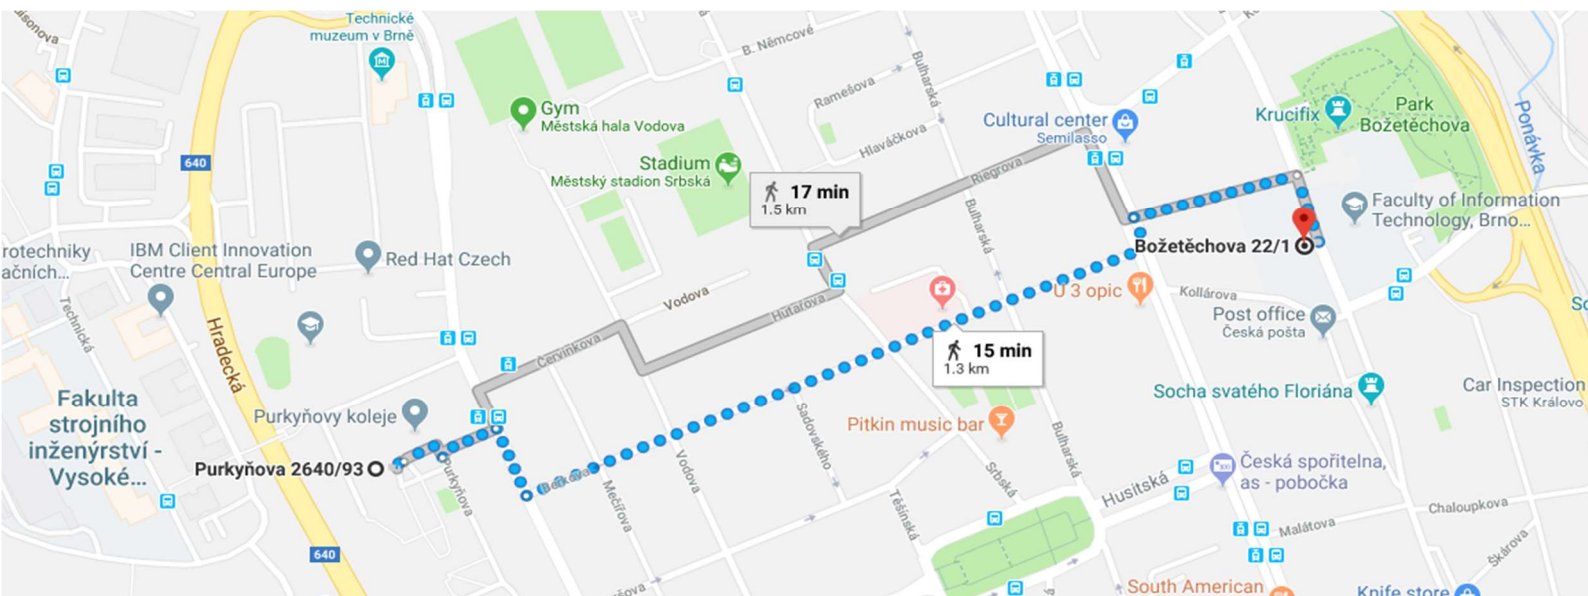 Technické
muzeum v Brně
B. Němcové
Bulharská
Ramešova
Gym
Městská hala Vodova
Cultural center
Semilasso
Krucifix
Park
Božetěchova
Ponávka
Hlaváčkova
640
Stadium
Městský stadion Srbská
Riegrova
17 min
1.5 km
Faculty of Information
Technology, Brno...
Bulharská
Božetěchova 22/1
rotechniky
ačních...
IBM Client Innovation
Centre Central Europe
Red Hat Czech
Vodova
Hutařova
U 3 opic
Kollárova
Post office
Česká pošta
Technická
Hradecká
Červinkova
15 min
1.3 km
Fakulta
strojního
inženýrství -
Vysoké...
Purkyňovy koleje
Socha svatého Floriána
Car Inspection
STK Královo
Pitkin music bar
Sadovského
Bulharská
Purkyňova 2640/93
Purkyňova
Mečířova
Vodova
Srbská
Těšínská
Husitská
Česká spořitelna,
as - pobočka
Chaloupkova
Malátova
Škárova
640
South American
Knife store